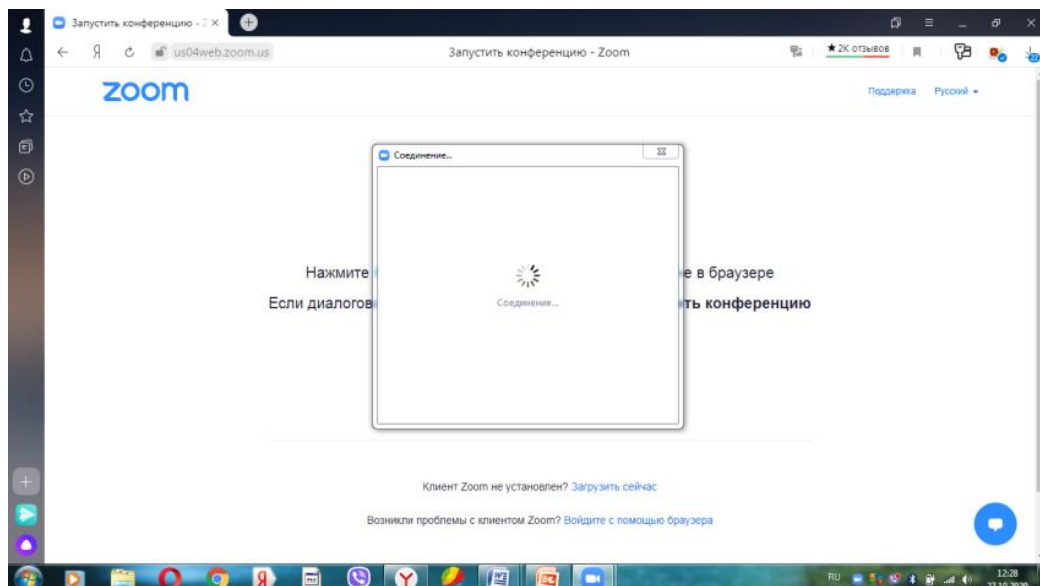 Запустить конференцию - Z
us04web.zoom.us
Запустить конференцию - Zoom
2К отзывов
zoom
Поддержка
Русский
Соединение...
Нажмите
е в браузере
Соединение...
Если диалогов
ть конференцию
Клиент Zoom не установлен? Загрузить сейчас
Возникли проблемы с клиентом Zoom? Войдите с помощью браузера
RU
12:28